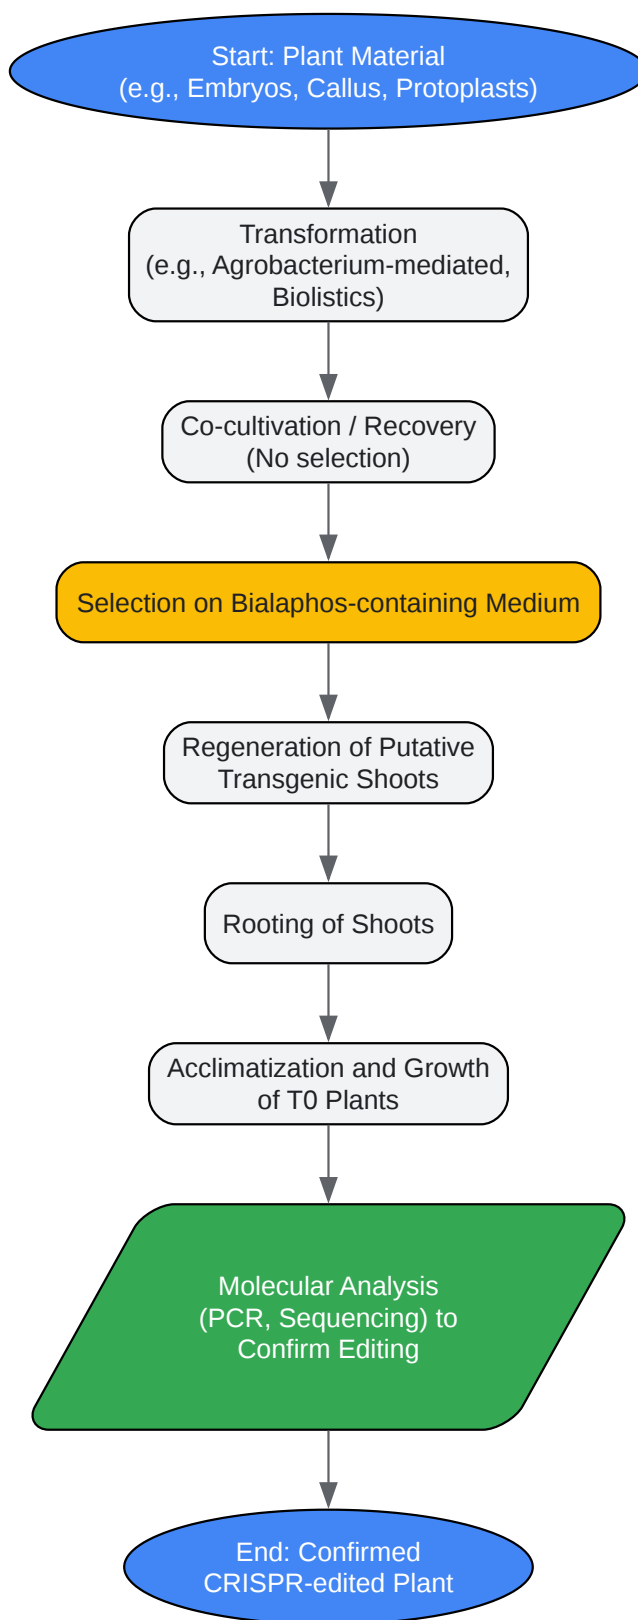 Start: Plant Material
(e.g., Embryos, Callus, Protoplasts)
Transformation
(e.g., Agrobacterium-mediated,
Biolistics)
Co-cultivation / Recovery
(No selection)
Selection on Bialaphos-containing Medium
Regeneration of Putative
Transgenic Shoots
Rooting of Shoots
Acclimatization and Growth
of T0 Plants
Molecular Analysis
(PCR, Sequencing) to
Confirm Editing
End: Confirmed
CRISPR-edited Plant